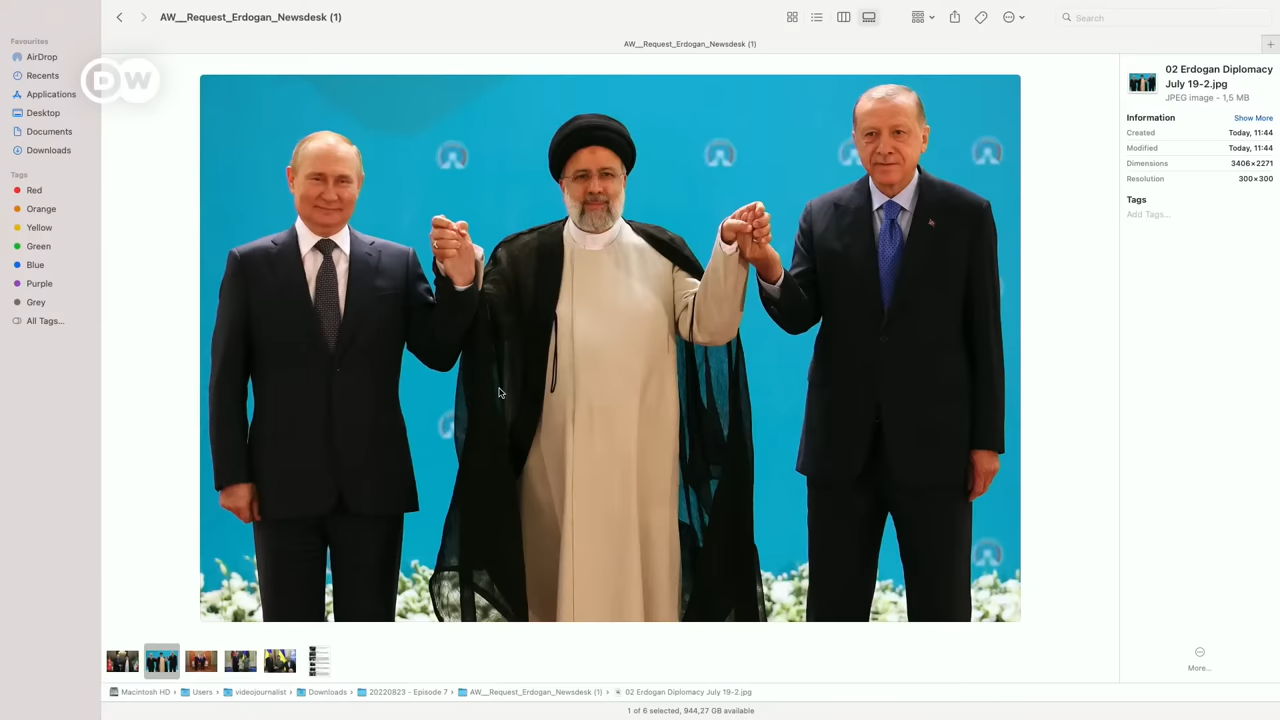 AW__Request_Erdogan_Newsdesk (1)
Search
AW__Request_Erdogan_Newsdesk (1)
Favourites
AirDrop
Recents
Applications
Desktop
Documents
Downloads
Tags
Red
Orange
Yellow
Green
Blue
Purple
Grey
All Tags...
DW
02 Erdogan Diplomacy
July 19-2.jpg
JPEG image - 1,5 MB
Information Show More
Created Today, 11:44
Modified Today, 11:44
Dimensions 3406×2271
Resolution 300×300
Tags
Add Tags...
More...
Macintosh HD › Users › videojournalist › Downloads › 20220823 - Episode 7 › AW__Request_Erdogan_Newsdesk (1) › 02 Erdogan Diplomacy July 19-2.jpg
1 of 6 selected, 944,27 GB available